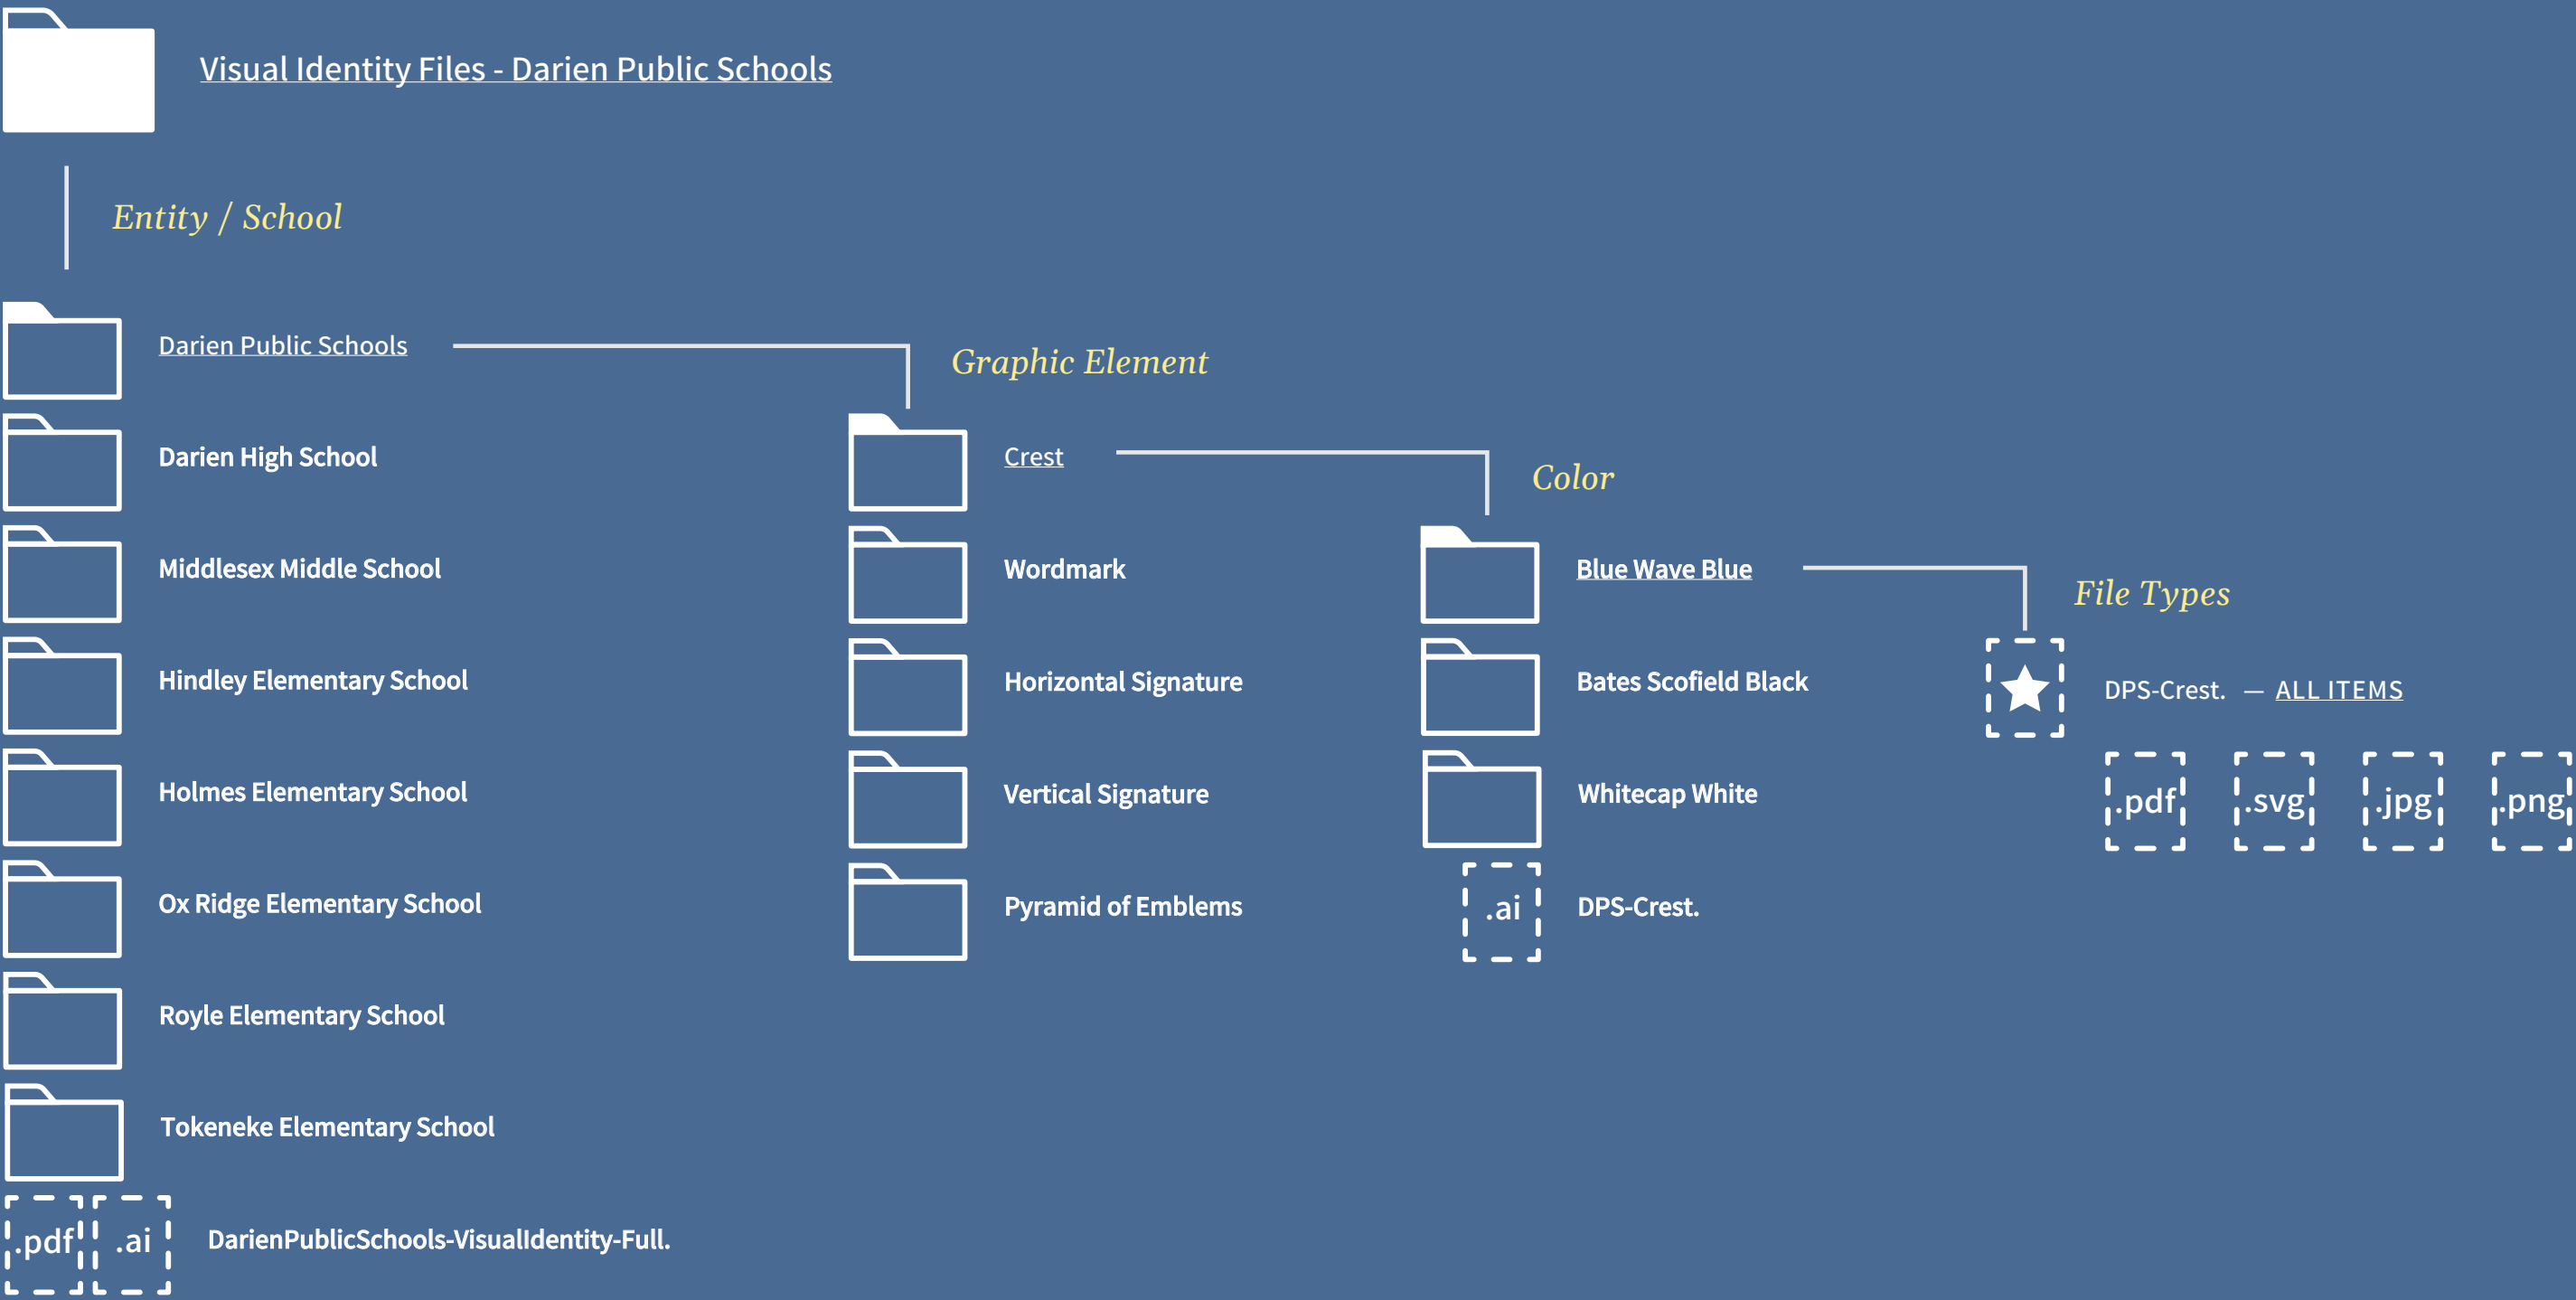 Visual Identity Files - Darien Public Schools
Entity / School
Darien Public Schools
Darien High School
Middlesex Middle School
Hindley Elementary School
Holmes Elementary School
Ox Ridge Elementary School
Royle Elementary School
Tokeneke Elementary School
.pdf .ai DarienPublicSchools-VisualIdentity-Full.
Graphic Element
Crest
Wordmark
Horizontal Signature
Vertical Signature
Pyramid of Emblems
Color
Blue Wave Blue
Bates Scofield Black
Whitecap White
.ai DPS-Crest.
File Types
DPS-Crest. — ALL ITEMS
.pdf .svg .jpg .png